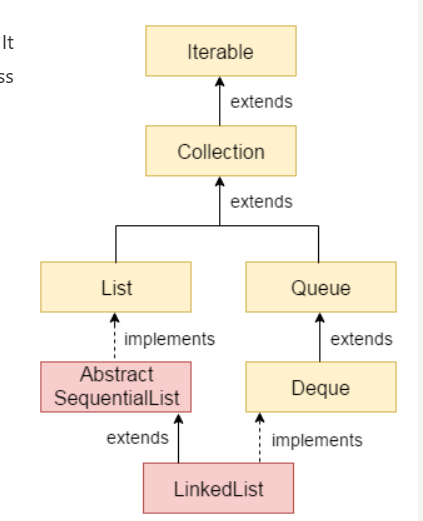 It
ss
Iterable
extends
Collection
extends
List
Queue
implements
extends
Abstract
SequentialList
Deque
extends
implements
LinkedList